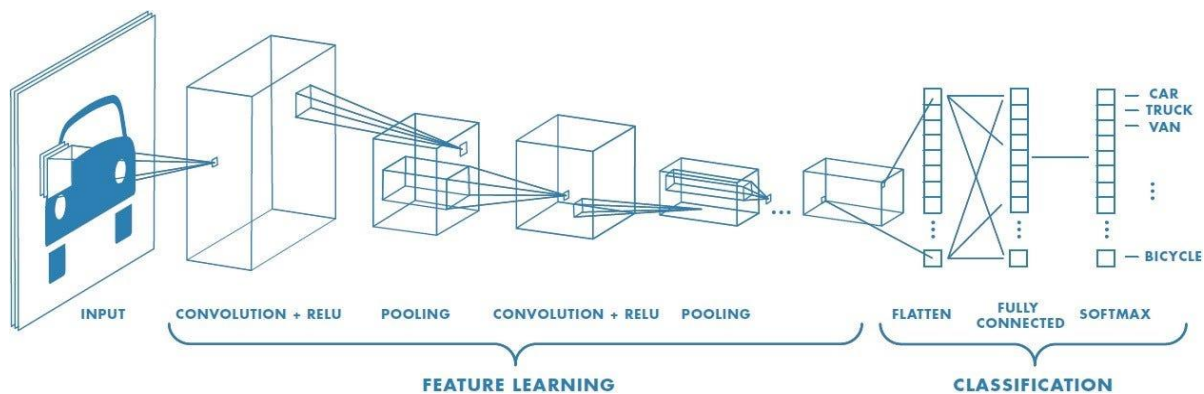 CAR
TRUCK
VAN
BICYCLE
INPUT
CONVOLUTION + RELU
POOLING
CONVOLUTION + RELU
POOLING
FLATTEN
FULLY
CONNECTED
SOFTMAX
FEATURE LEARNING
CLASSIFICATION